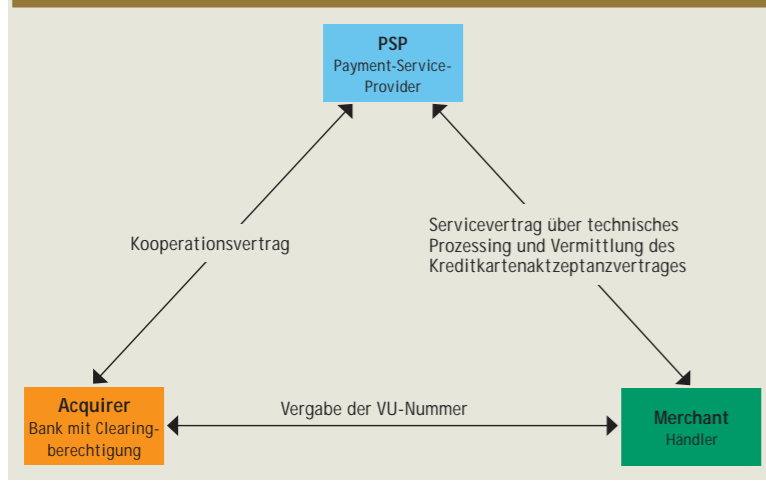 PSP
Payment-Service-
Provider
Kooperationsvertrag
Servicevertrag über technisches
Prozessing und Vermittlung des
Kreditkartenaktzeptanzvertrages
Acquirer
Bank mit Clearing-
berechtigung
Vergabe der VU-Nummer
Merchant
Händler